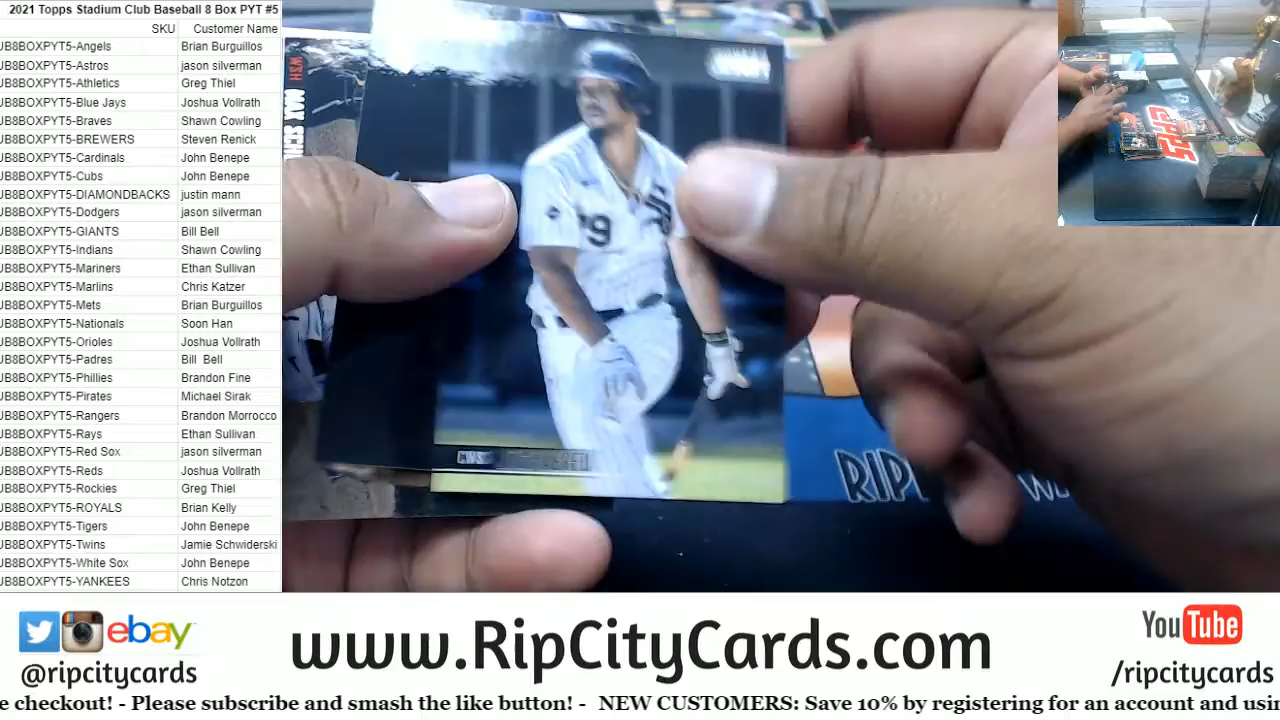 2021 Topps Stadium Club Baseball 8 Box PYT #5
SKU Customer Name
JB8BOXPYT5-Angels Brian Burguillos
JB8BOXPYT5-Astros jason silverman
JB8BOXPYT5-Athletics Greg Thiel
JB8BOXPYT5-Blue Jays Joshua Vollrath
JB8BOXPYT5-Braves Shawn Cowling
JB8BOXPYT5-BREWERS Steven Renick
JB8BOXPYT5-Cardinals John Benepe
JB8BOXPYT5-Cubs John Benepe
JB8BOXPYT5-DIAMONDBACKS justin mann
JB8BOXPYT5-Dodgers jason silverman
JB8BOXPYT5-GIANTS Bill Bell
JB8BOXPYT5-Indians Shawn Cowling
JB8BOXPYT5-Mariners Ethan Sullivan
JB8BOXPYT5-Marlins Chris Katzer
JB8BOXPYT5-Mets Brian Burguillos
JB8BOXPYT5-Nationals Soon Han
JB8BOXPYT5-Orioles Joshua Vollrath
JB8BOXPYT5-Padres Bill Bell
JB8BOXPYT5-Phillies Brandon Fine
JB8BOXPYT5-Pirates Michael Sirak
JB8BOXPYT5-Rangers Brandon Morrocco
JB8BOXPYT5-Rays Ethan Sullivan
JB8BOXPYT5-Red Sox jason silverman
JB8BOXPYT5-Reds Joshua Vollrath
JB8BOXPYT5-Rockies Greg Thiel
JB8BOXPYT5-ROYALS Brian Kelly
JB8BOXPYT5-Tigers John Benepe
JB8BOXPYT5-Twins Jamie Schwiderski
JB8BOXPYT5-White Sox John Benepe
JB8BOXPYT5-YANKEES Chris Notzon
WSH
MAX
RIP
ebay
@ripcitycards
www.RipCityCards.com
YouTube
/ripcitycards
e checkout! - Please subscribe and smash the like button! - NEW CUSTOMERS: Save 10% by registering for an account and usin